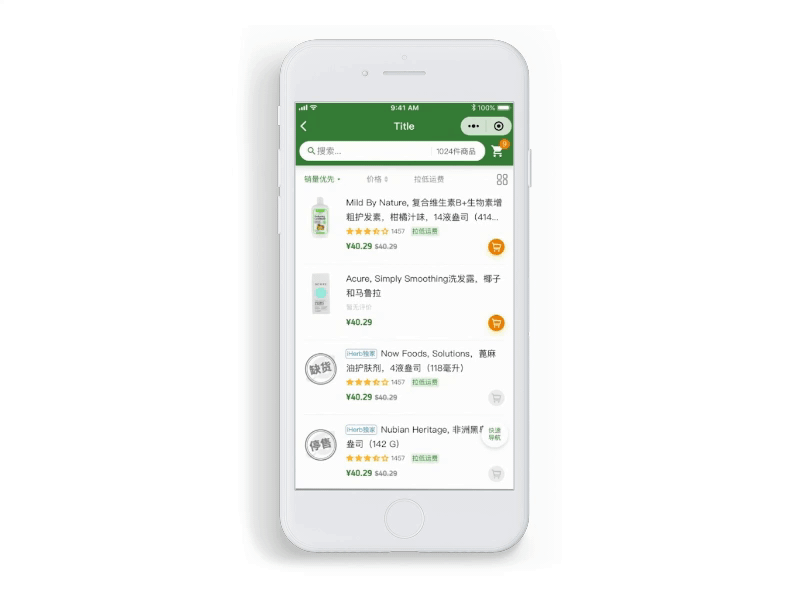 9:41 AM
100%
Title
搜索...
1024件商品
0
销量优先
价格
拉低运费
Mild By Nature, 复合维生素B+生物素增
粗护发素，柑橘汁味，14液盎司（414...
1457 拉低运费
¥40.29 $40.29
Acure, Simply Smoothing洗发露，椰子
和马鲁拉
暂无评价
¥40.29
缺货
iHerb独家 Now Foods, Solutions，蓖麻
油护肤剂，4液盎司（118毫升）
1457 拉低运费
¥40.29 $40.29
停售
iHerb独家 Nubian Heritage, 非洲黑
盎司（142 G）
快速
导航
1457 拉低运费
¥40.29 $40.29